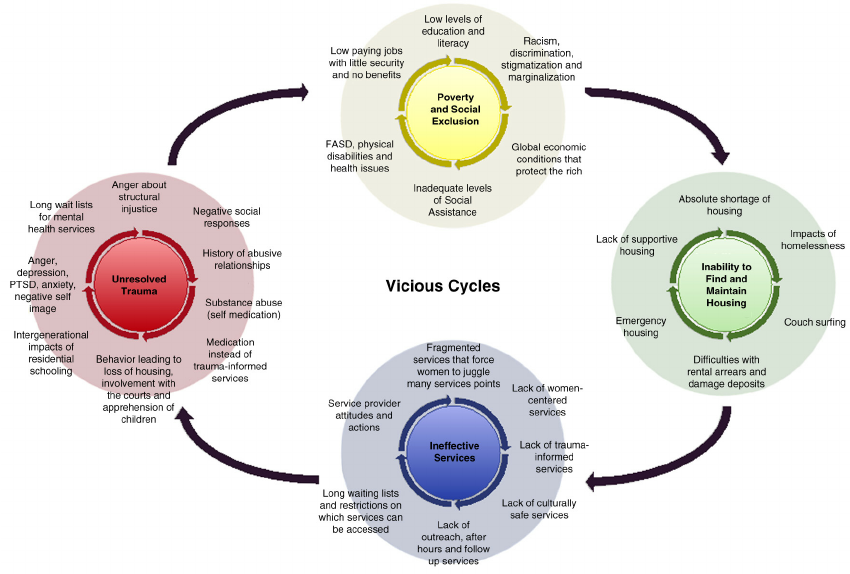 Low levels of
education and
literacy
Racism,
discrimination,
stigmatization and
marginalization
Global economic
conditions that
protect the rich
Inadequate levels
of Social
Assistance
FASD, physical
disabilities and
health issues
Low paying jobs
with little security
and no benefits
Poverty
and Social
Exclusion
Absolute shortage of
housing
Impacts of
homelessness
Couch surfing
Difficulties with
rental arrears and
damage deposits
Emergency
housing
Lack of supportive
housing
Inability to
Find and
Maintain
Housing
Vicious Cycles
Fragmented
services that force
women to juggle
many services points
Lack of women-
centered
services
Lack of trauma-
informed
services
Lack of culturally
safe services
Lack of
outreach, after
hours and follow
up services
Long waiting lists
and restrictions on
which services can
be accessed
Service provider
attitudes and
actions
Ineffective
Services
Anger about
structural
injustice
Negative social
responses
History of abusive
relationships
Substance abuse
(self medication)
Medication
instead of
trauma-informed
services
Behavior leading to
loss of housing,
involvement with
the courts and
apprehension of
children
Intergenerational
impacts of
residential
schooling
Anger,
depression,
PTSD, anxiety,
negative self
image
Long wait lists
for mental
health services
Unresolved
Trauma